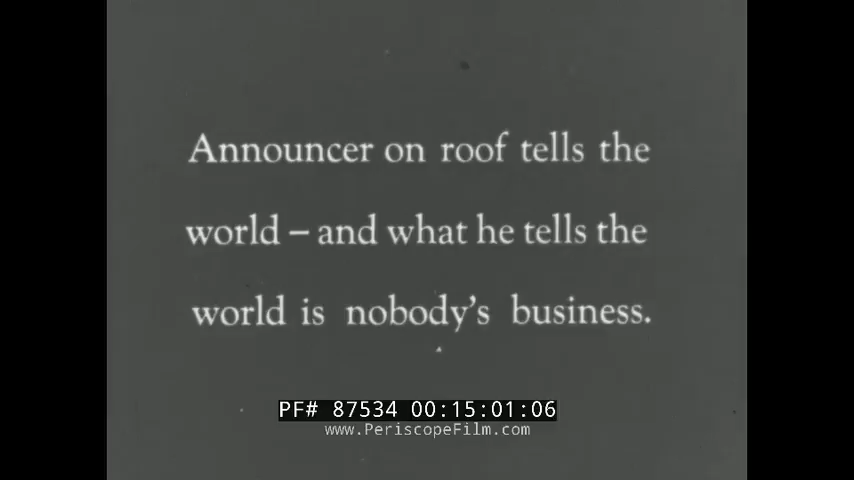 Announcer on roof tells the
world – and what he tells the
world is nobody's business.
PF# 87534 00:15:01:06
www.PeriscopeFilm.com